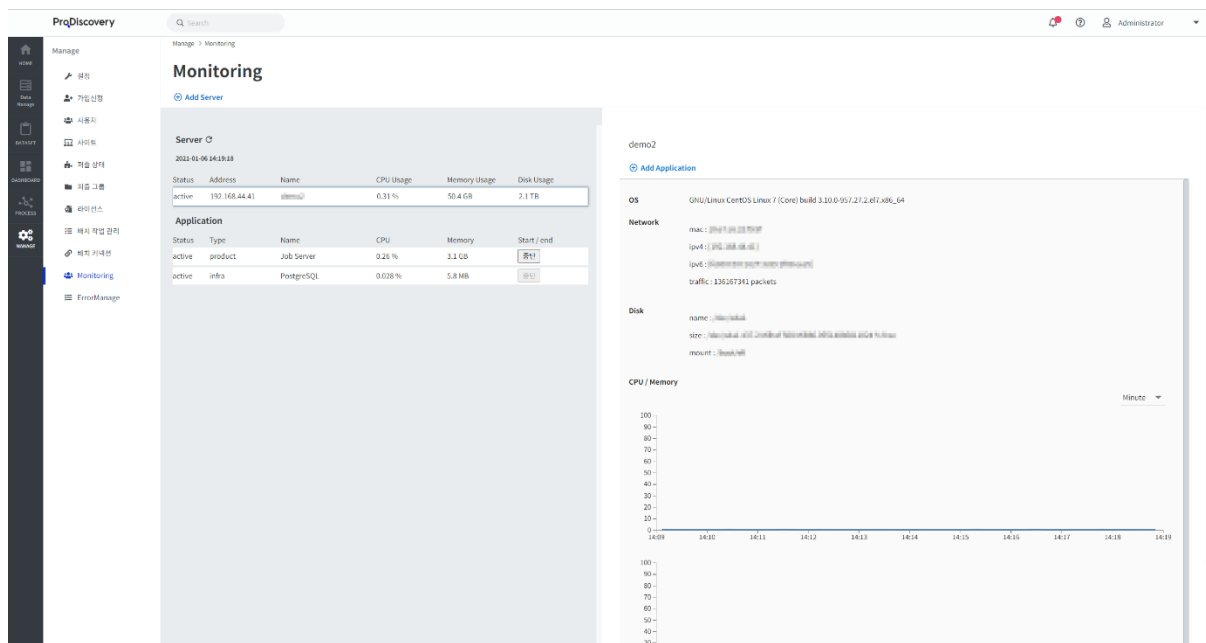 ProDiscovery
Search
Administrator
HOME
Data Manage
DATASET
DASHBOARD
PROCESS
MANAGE
Manage
설정
가입신청
사용자
사이트
퍼즐 상태
퍼즐 그룹
라이선스
배치 작업 관리
배치 커넥션
Monitoring
ErrorManage
Manage > Monitoring
Monitoring
Add Server
Server
2021-01-06 14:19:18
Status Address Name CPU Usage Memory Usage Disk Usage
active 192.168.44.41 0.31 % 50.4 GB 2.1 TB
Application
Status Type Name CPU Memory Start / end
active product Job Server 0.26 % 3.1 GB 중단
active infra PostgreSQL 0.028 % 5.8 MB 중단
demo2
Add Application
OS GNU/Linux CentOS Linux 7 (Core) build 3.10.0-957.27.2.el7.x86_64
Network
mac :
ipv4 :
ipv6 :
traffic : 136167341 packets
Disk
name :
size :
mount :
CPU / Memory
Minute
100
90
80
70
60
50
40
30
20
10
0
14:09 14:10 14:11 14:12 14:13 14:14 14:15 14:16 14:17 14:18 14:19
100
90
80
70
60
50
40
30